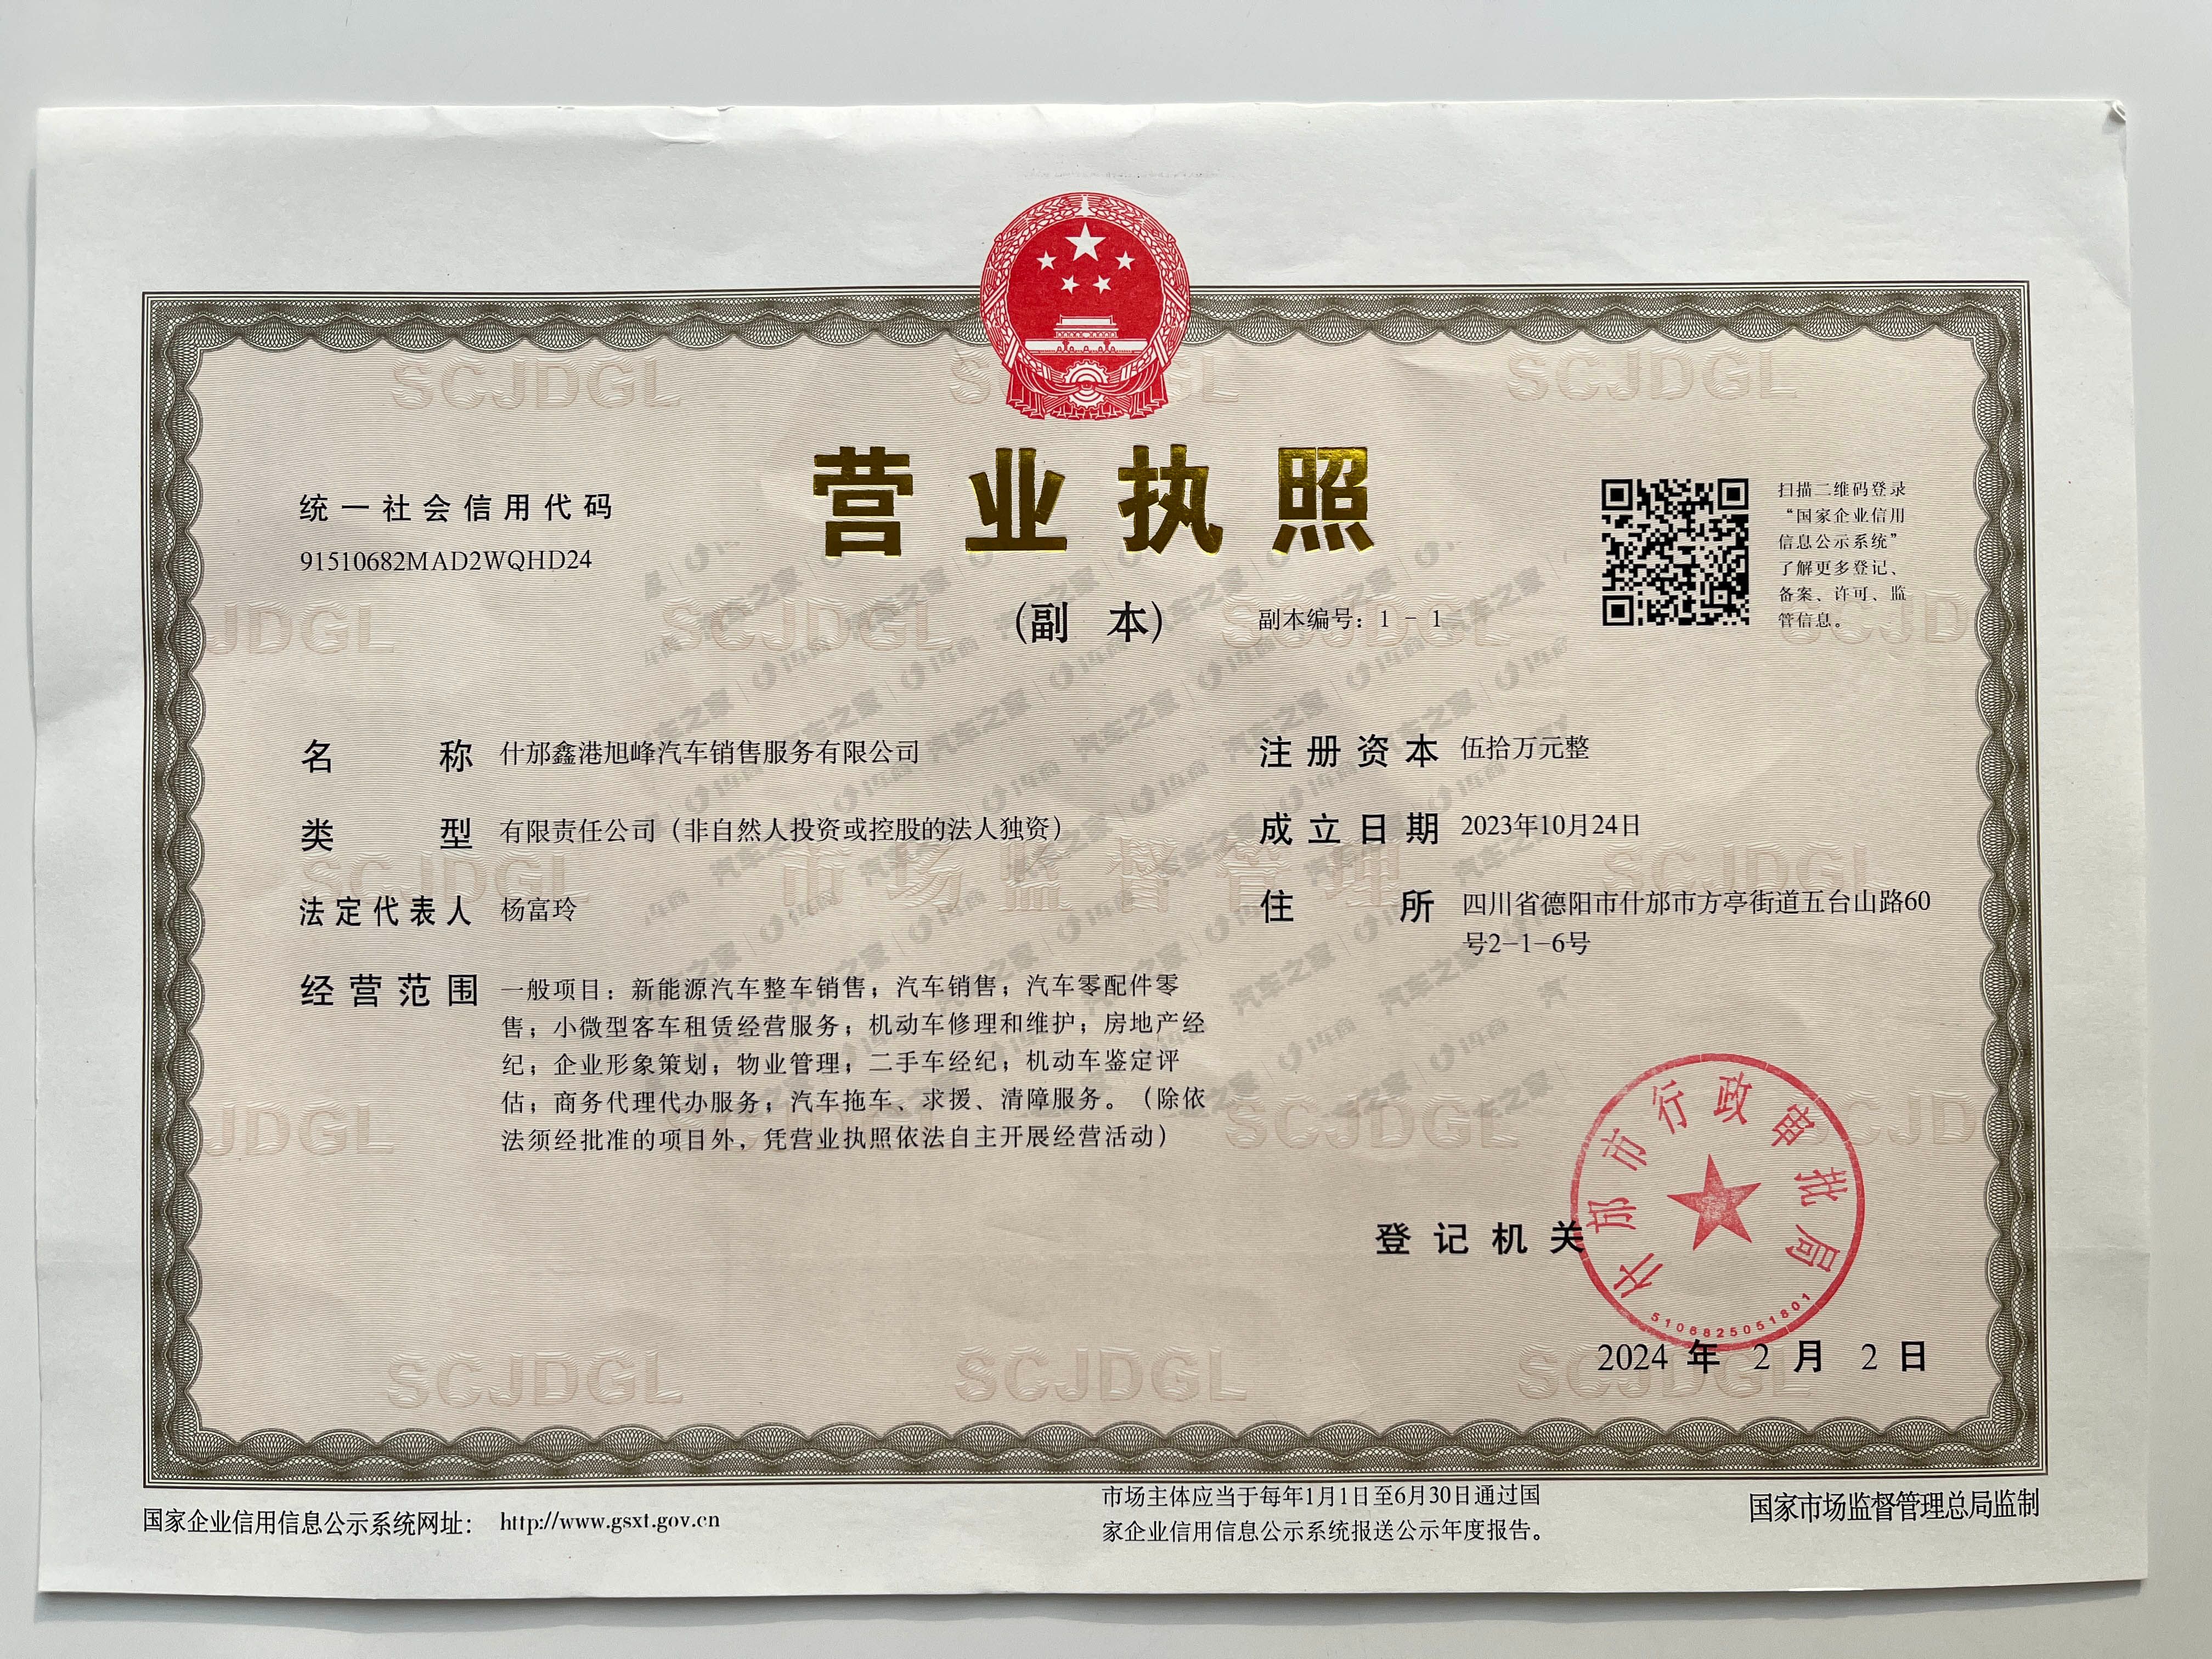 营业执照
（副 本）
副本编号：1 - 1
统一社会信用代码
91510682MAD2WQHD24
扫描二维码登录
“国家企业信用
信息公示系统”
了解更多登记、
备案、许可、监
管信息。
名 称 什邡鑫港旭峰汽车销售服务有限公司
类 型 有限责任公司（非自然人投资或控股的法人独资）
法定代表人 杨富玲
经营范围 一般项目：新能源汽车整车销售；汽车销售；汽车零配件零
售；小微型客车租赁经营服务；机动车修理和维护；房地产经
纪；企业形象策划；物业管理；二手车经纪；机动车鉴定评
估；商务代理代办服务；汽车拖车、求援、清障服务。（除依
法须经批准的项目外，凭营业执照依法自主开展经营活动）
注册资本 伍拾万元整
成立日期 2023年10月24日
住 所 四川省德阳市什邡市方亭街道五台山路60
号2-1-6号
登记机关
什邡市行政审批局
5106825051801
2024 年 2 月 2 日
国家企业信用信息公示系统网址： http://www.gsxt.gov.cn
市场主体应当于每年1月1日至6月30日通过国
家企业信用信息公示系统报送公示年度报告。
国家市场监督管理总局监制
SCJDGL
市场监督管理
汽车之家